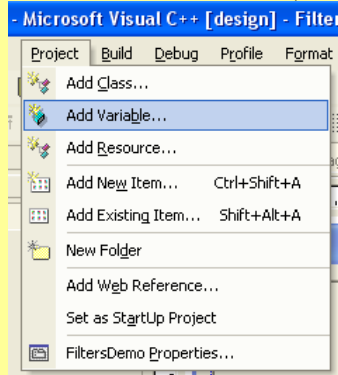 - Microsoft Visual C++ [design] - Filter
Project Build Debug Profile Format
Add Class...
Add Variable...
Add Resource...
Add New Item... Ctrl+Shift+A
Add Existing Item... Shift+Alt+A
New Folder
Add Web Reference...
Set as StartUp Project
FiltersDemo Properties...